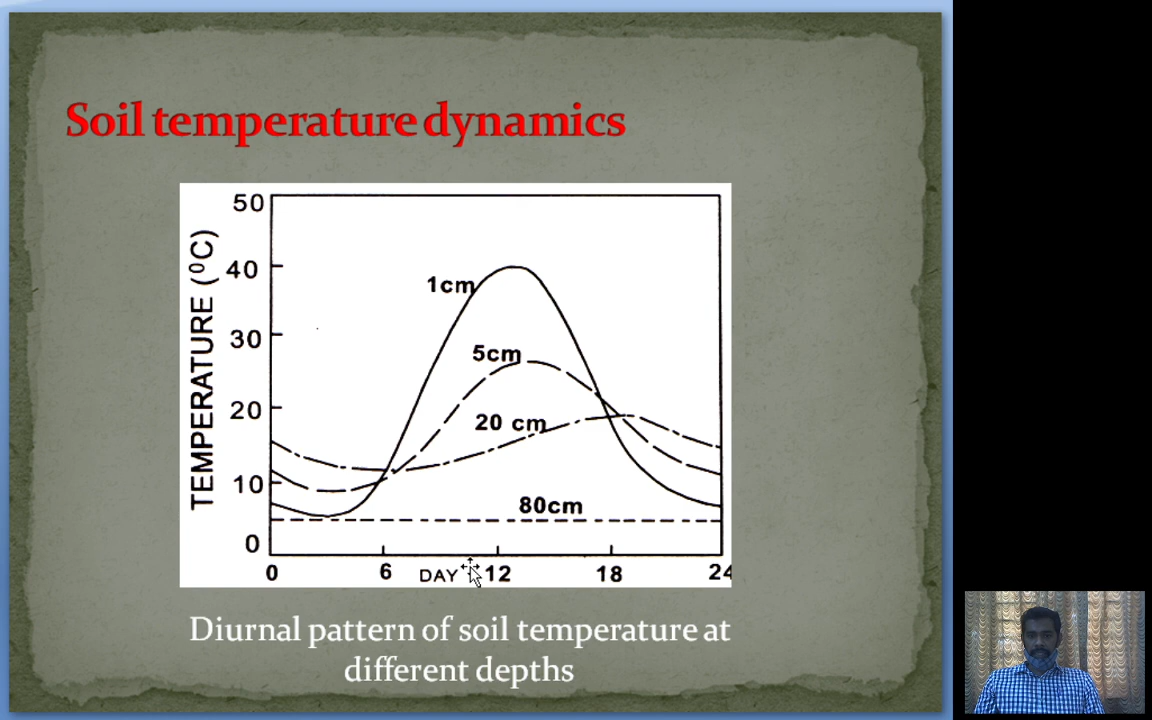 Soil temperature dynamics
TEMPERATURE (⁰C)
50
40
30
20
10
0
1cm
5cm
20 cm
80cm
0 6 DAY 12 18 24
Diurnal pattern of soil temperature at
different depths